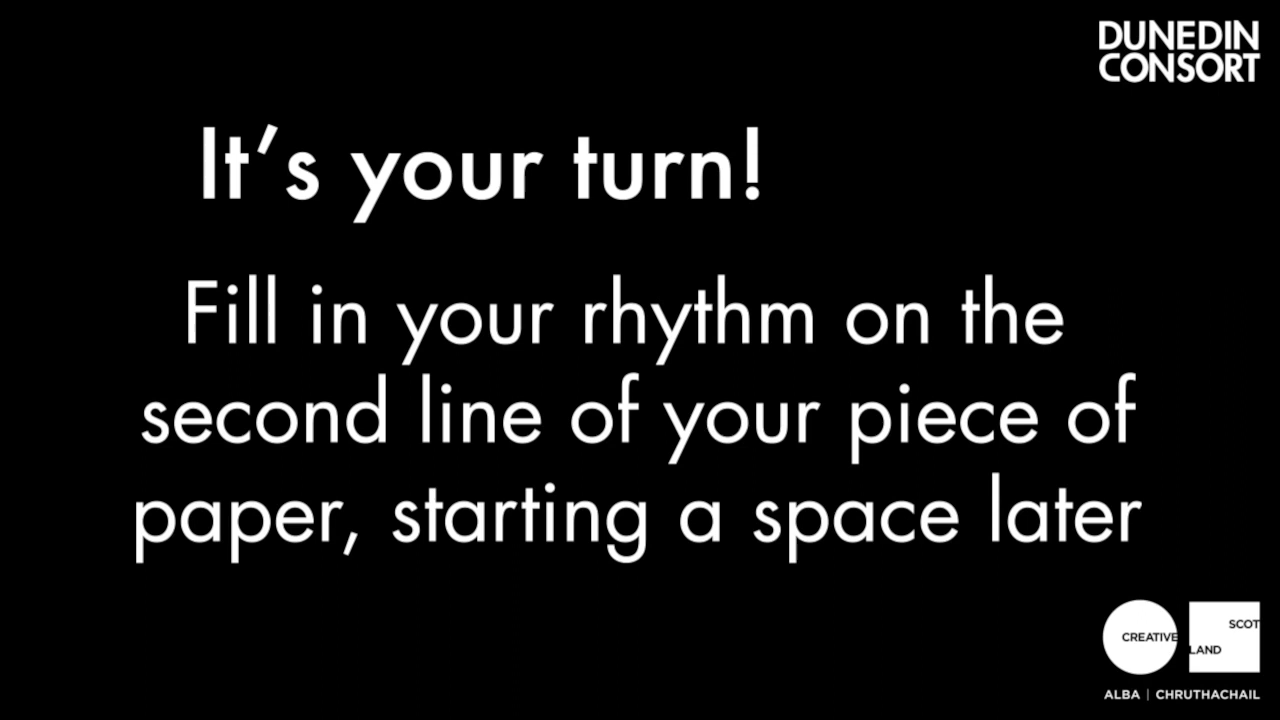 DUNEDIN
CONSORT
It’s your turn!
Fill in your rhythm on the
second line of your piece of
paper, starting a space later
CREATIVE SCOT
LAND
ALBA | CHRUTHACHAIL